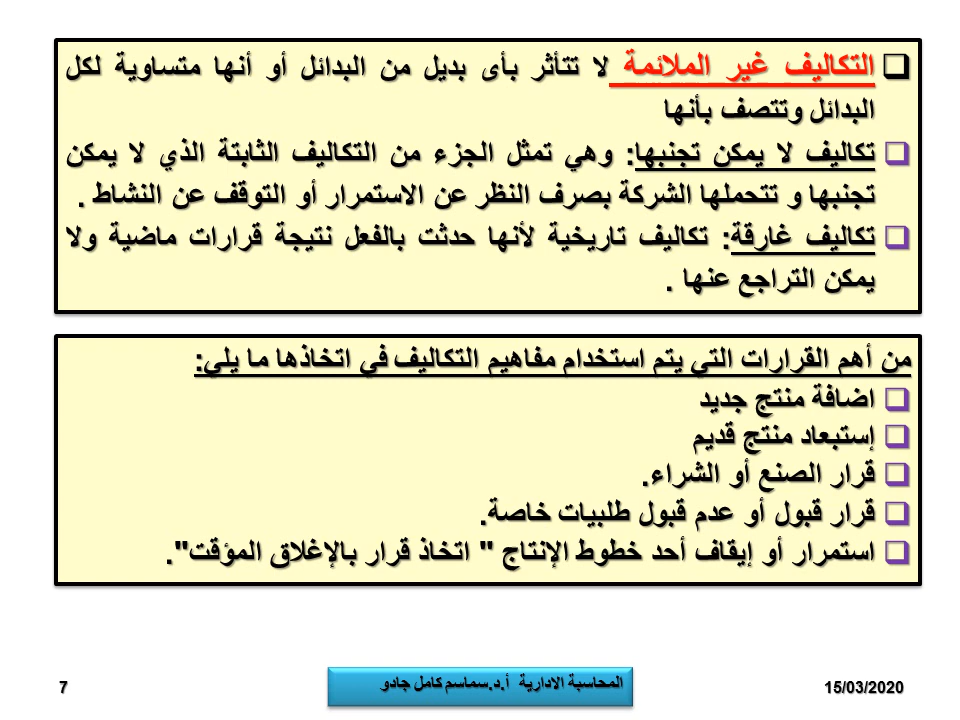 التكاليف غير الملائمة لا تتأثر بأى بديل من البدائل أو أنها متساوية لكل
البدائل وتتصف بأنها
تكاليف لا يمكن تجنبها: وهي تمثل الجزء من التكاليف الثابتة الذي لا يمكن
تجنبها و تتحملها الشركة بصرف النظر عن الاستمرار أو التوقف عن النشاط .
تكاليف غارقة: تكاليف تاريخية لأنها حدثت بالفعل نتيجة قرارات ماضية ولا
يمكن التراجع عنها .
من أهم القرارات التي يتم استخدام مفاهيم التكاليف في اتخاذها ما يلي:
اضافة منتج جديد
إستبعاد منتج قديم
قرار الصنع أو الشراء.
قرار قبول أو عدم قبول طلبيات خاصة.
استمرار أو إيقاف أحد خطوط الإنتاج " اتخاذ قرار بالإغلاق المؤقت".
15/03/2020
المحاسبة الادارية أ.د.سماسم كامل جادو
7